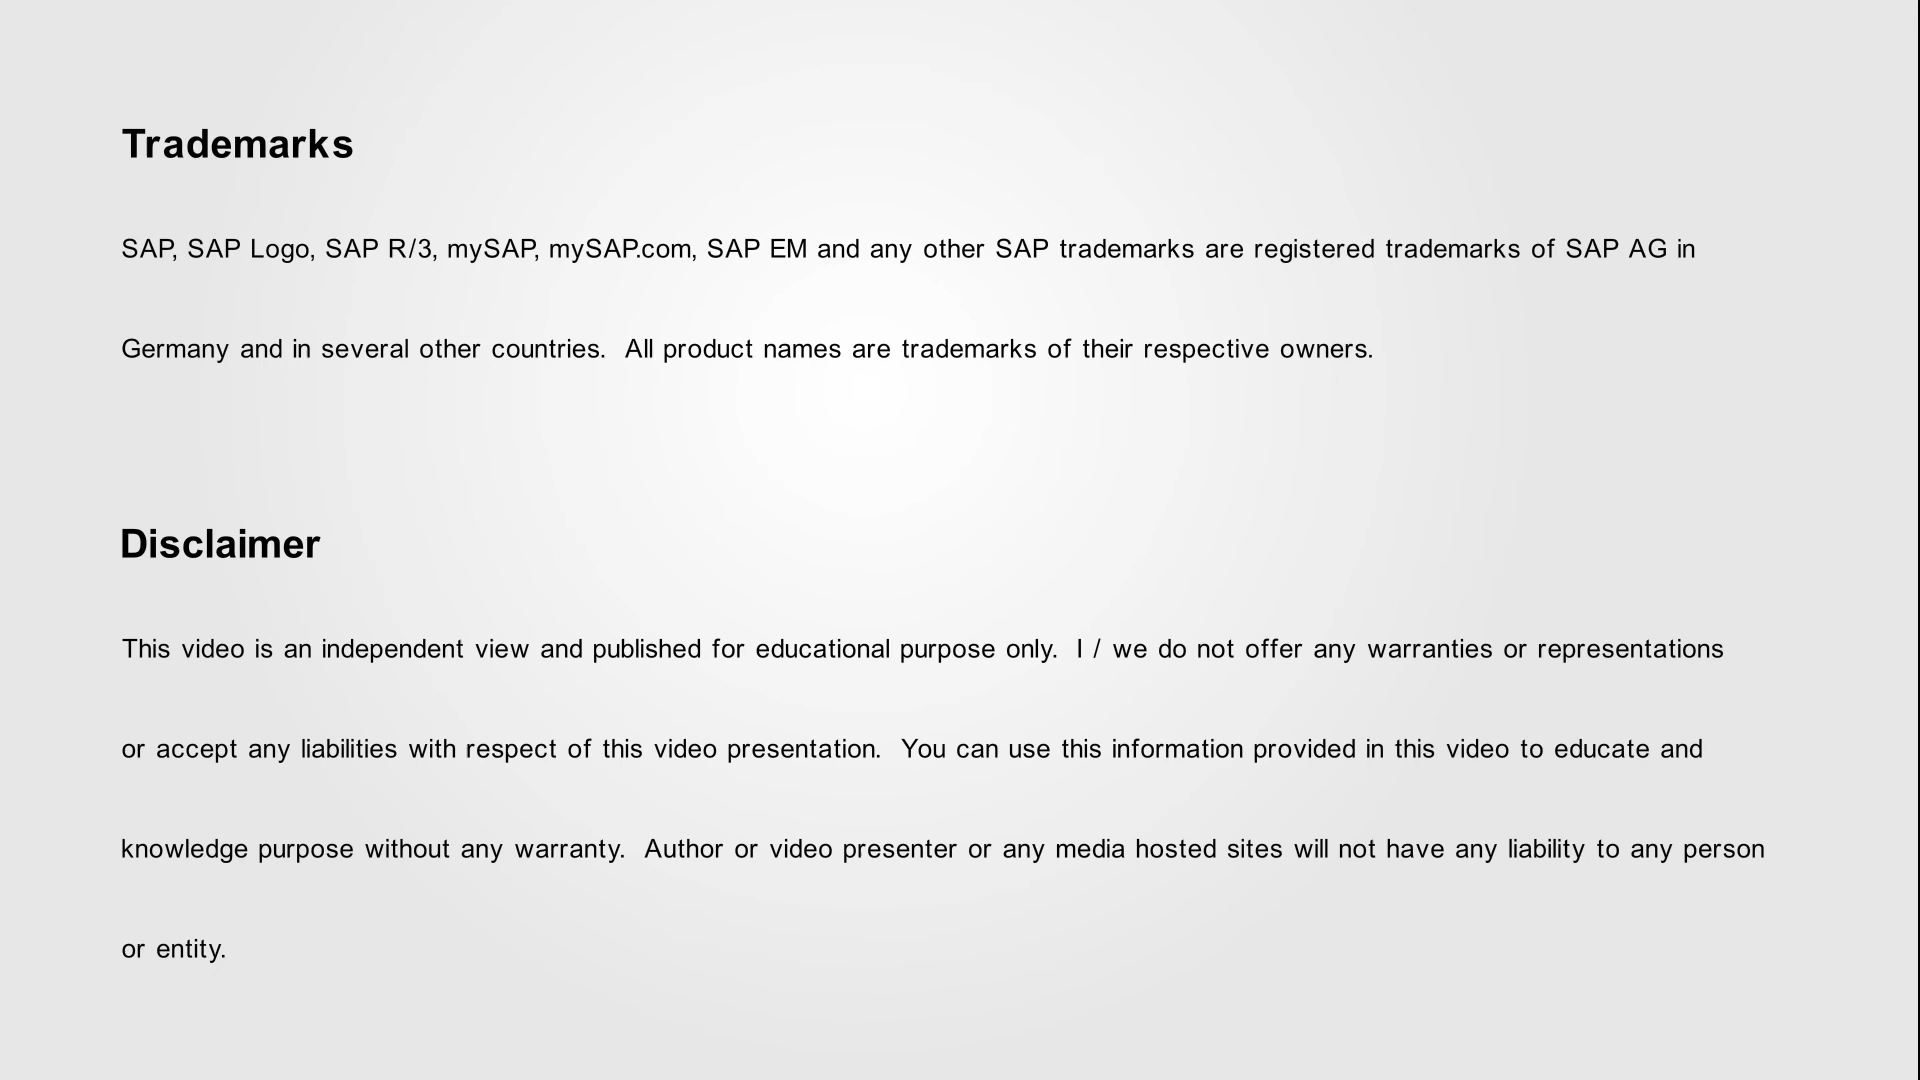 Trademarks
SAP, SAP Logo, SAP R/3, mySAP, mySAP.com, SAP EM and any other SAP trademarks are registered trademarks of SAP AG in
Germany and in several other countries.  All product names are trademarks of their respective owners.
Disclaimer
This video is an independent view and published for educational purpose only.  I / we do not offer any warranties or representations
or accept any liabilities with respect of this video presentation.  You can use this information provided in this video to educate and
knowledge purpose without any warranty.  Author or video presenter or any media hosted sites will not have any liability to any person
or entity.